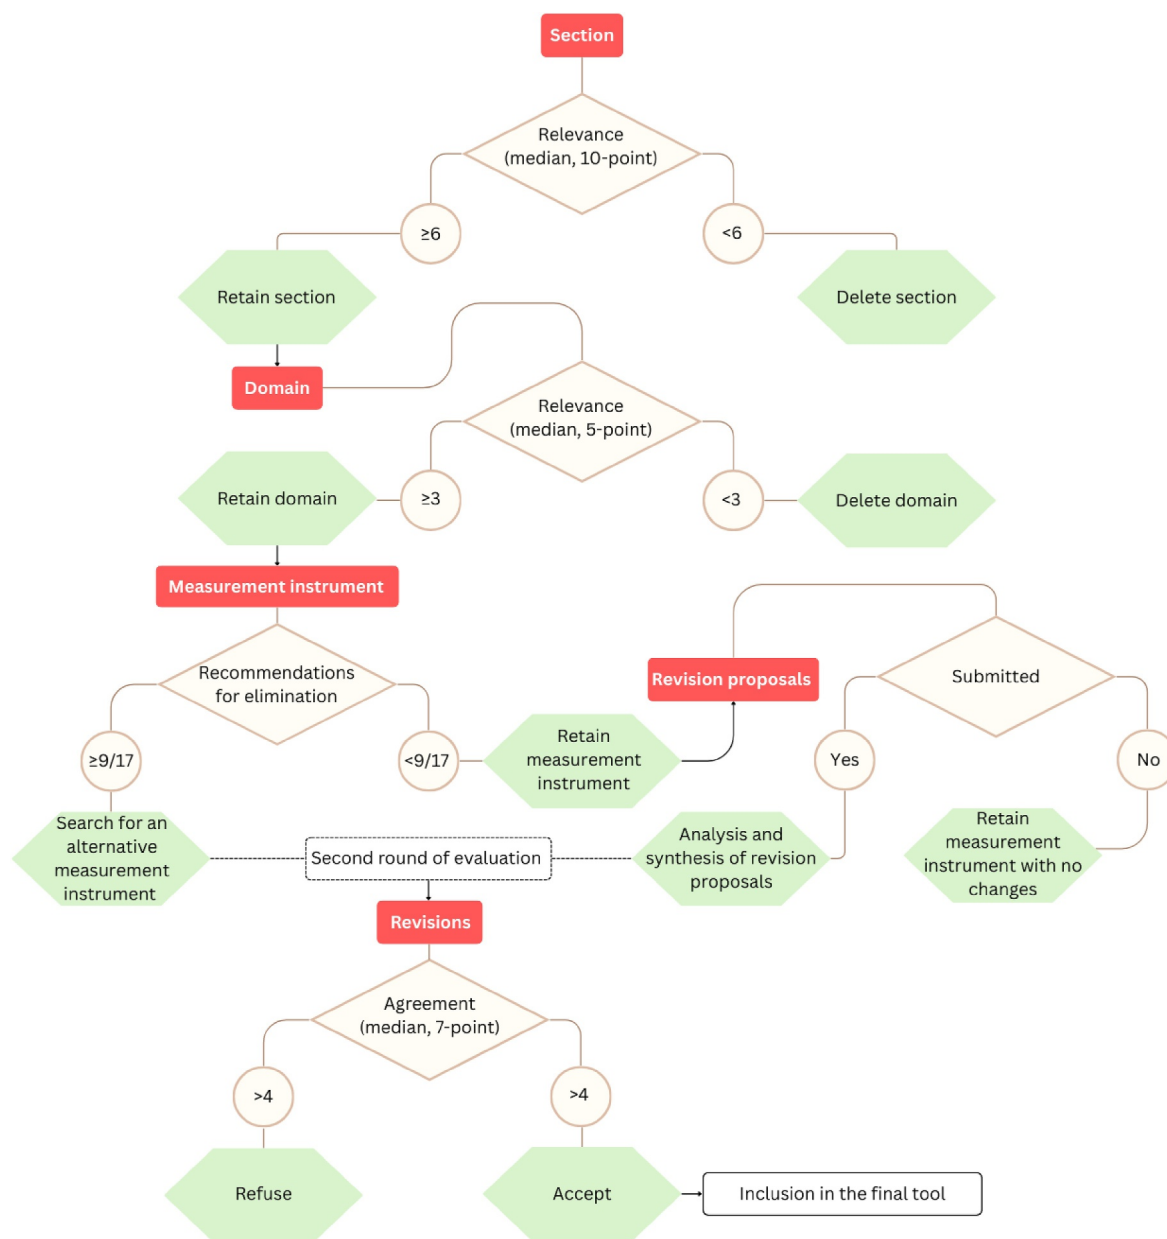 Section
Relevance
(median, 10-point)
≥6
<6
Retain section
Delete section
Domain
Relevance
(median, 5-point)
Retain domain
≥3
<3
Delete domain
Measurement instrument
Recommendations
for elimination
Revision proposals
Submitted
≥9/17
<9/17
Retain
measurement
instrument
Yes
No
Search for an
alternative
measurement
instrument
Second round of evaluation
Analysis and
synthesis of revision
proposals
Retain
measurement
instrument with no
changes
Revisions
Agreement
(median, 7-point)
>4
>4
Refuse
Accept
Inclusion in the final tool